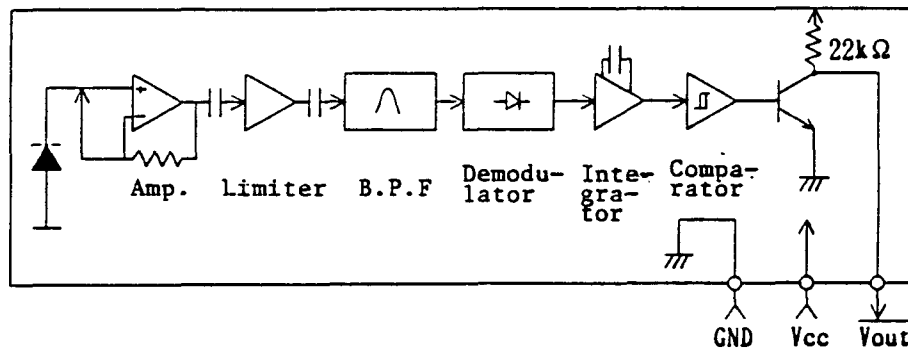 22kΩ
Amp.
Limiter
B.P.F
Demodu-
lator
Inte-
gra-
tor
Compa-
rator
GND
Vcc
Vout